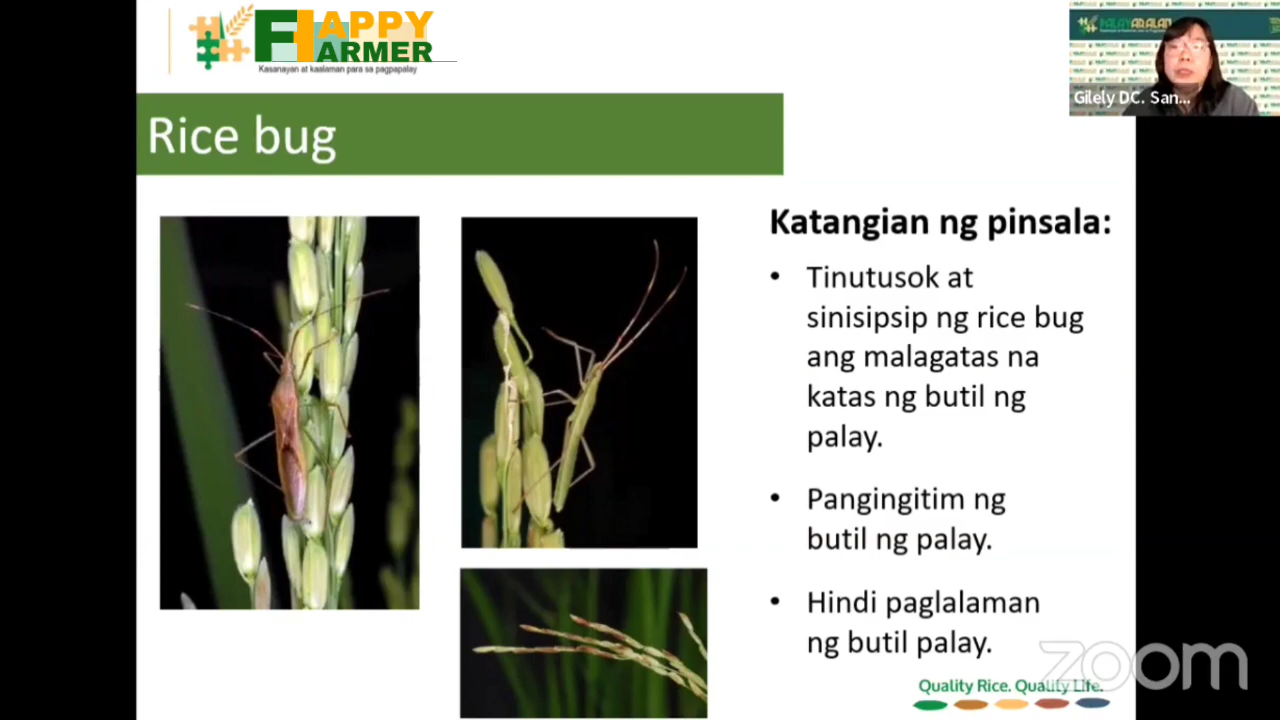 HAPPY
FARMER
Kasanayan at kaalaman para sa pagpapalay
PALAYARALAN
Gilely DC. San...
Rice bug
Katangian ng pinsala:
• Tinutusok at
sinisipsip ng rice bug
ang malagatas na
katas ng butil ng
palay.
• Pangingitim ng
butil ng palay.
• Hindi paglalaman
ng butil palay.
zoom
Quality Rice. Quality Life.